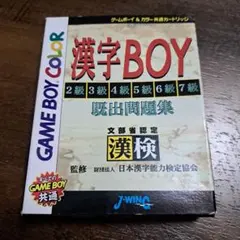 ゲームボーイ&カラー共通カートリッジ
GAME BOY COLOR
漢字BOY
2級 3級 4級 5級 6級 7級
既出問題集
文部省認定
漢検
監修 財団法人 日本漢字能力検定協会
GAME BOY
共通
J-WING